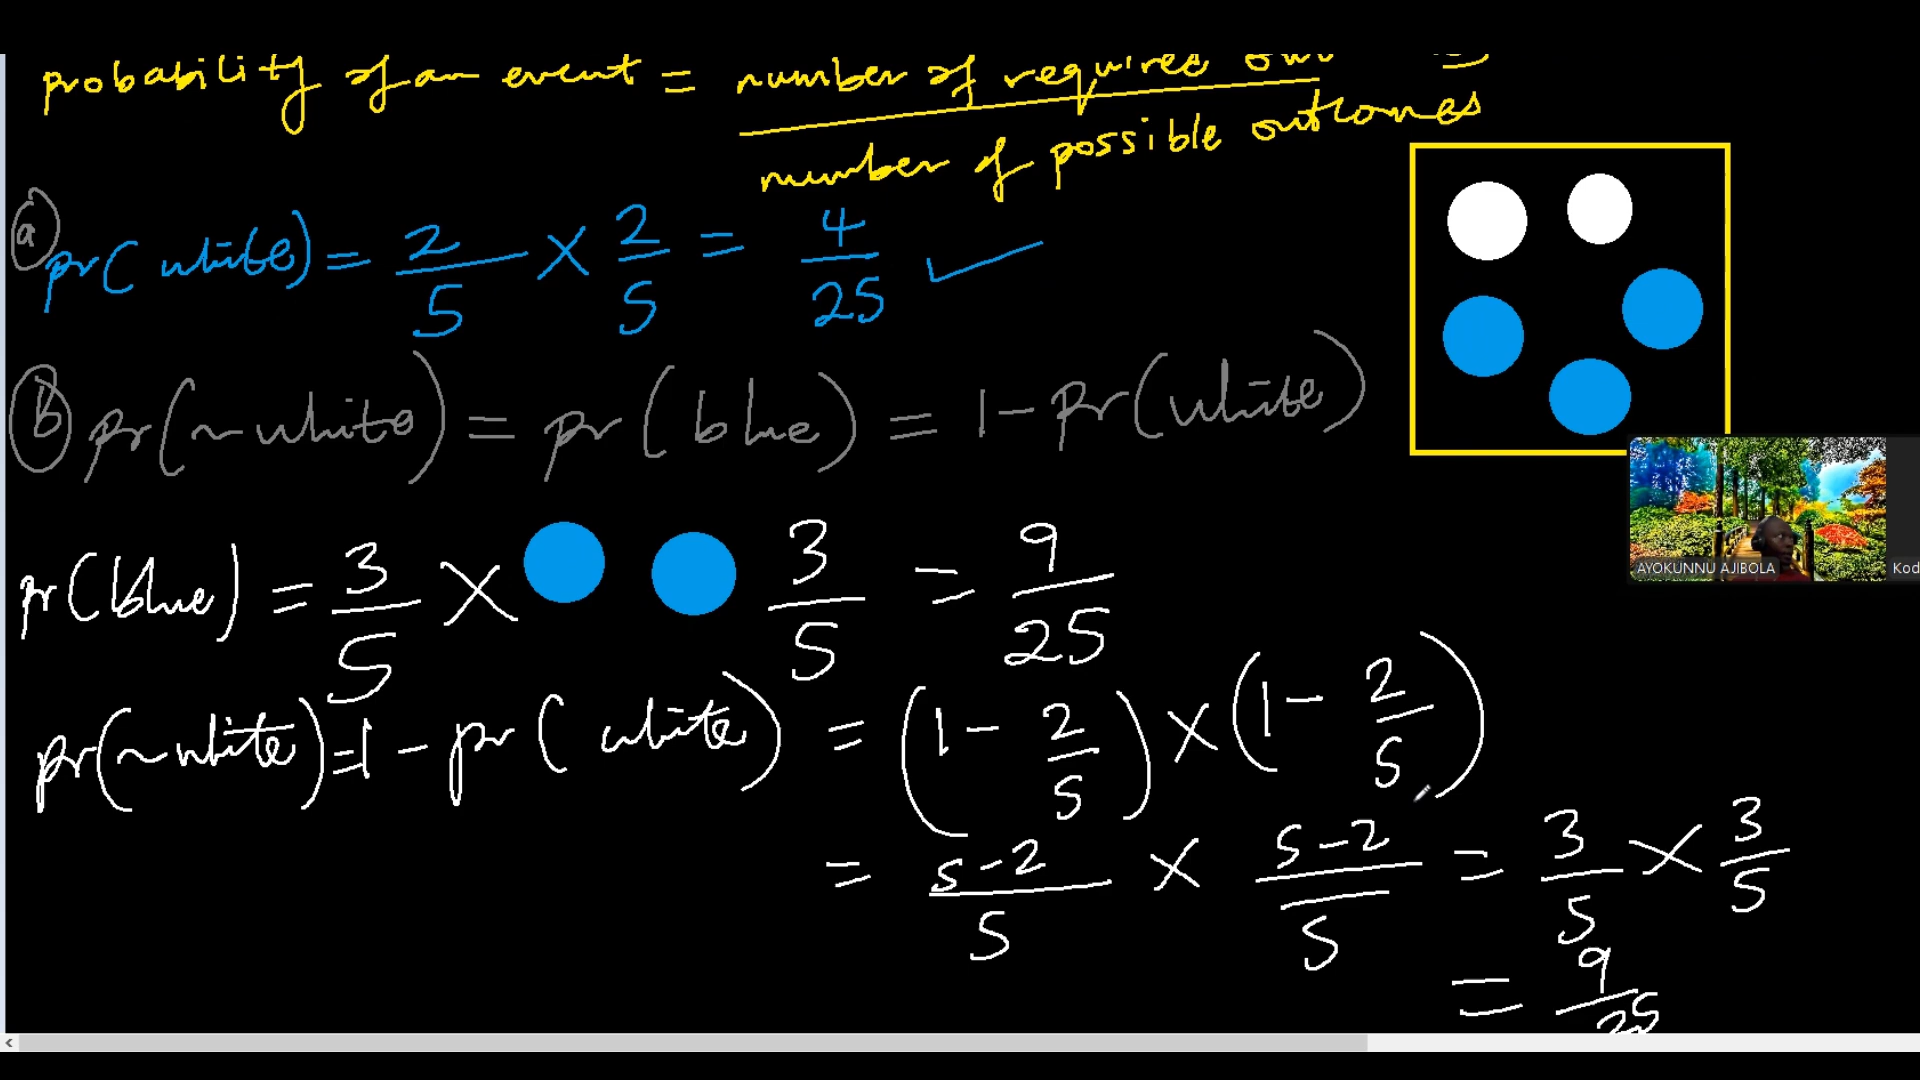 probability of an event = number of required
number of possible outcomes
(a) pr(white) = 2/5 × 2/5 = 4/25 ✓
(b) pr(~white) = pr(blue) = 1 - pr(white)
pr(blue) = 3/5 × 3/5 = 9/25
pr(~white) = 1 - pr(white) = (1 - 2/5) × (1 - 2/5)
= 5-2/5 × 5-2/5 = 3/5 × 3/5
= 9/25
AYOKUNNU AJIBOLA
Kod